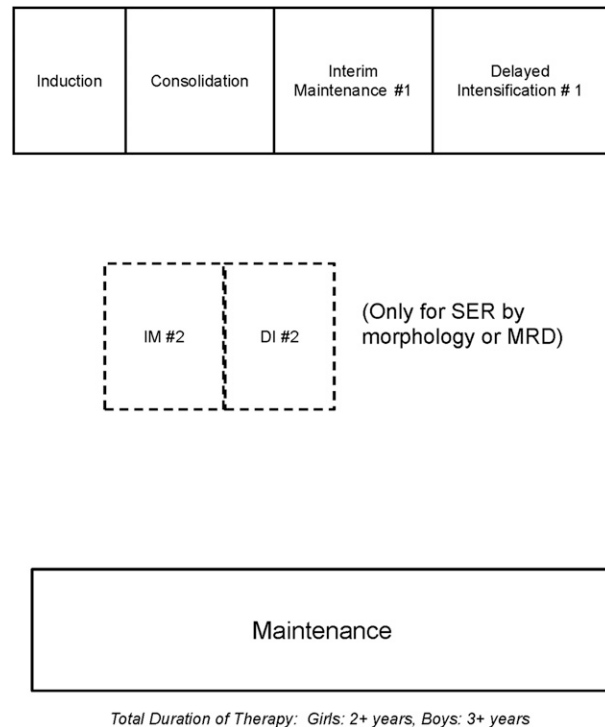 Induction
Consolidation
Interim
Maintenance #1
Delayed
Intensification # 1
IM #2
DI #2
(Only for SER by
morphology or MRD)
Maintenance
Total Duration of Therapy: Girls: 2+ years, Boys: 3+ years